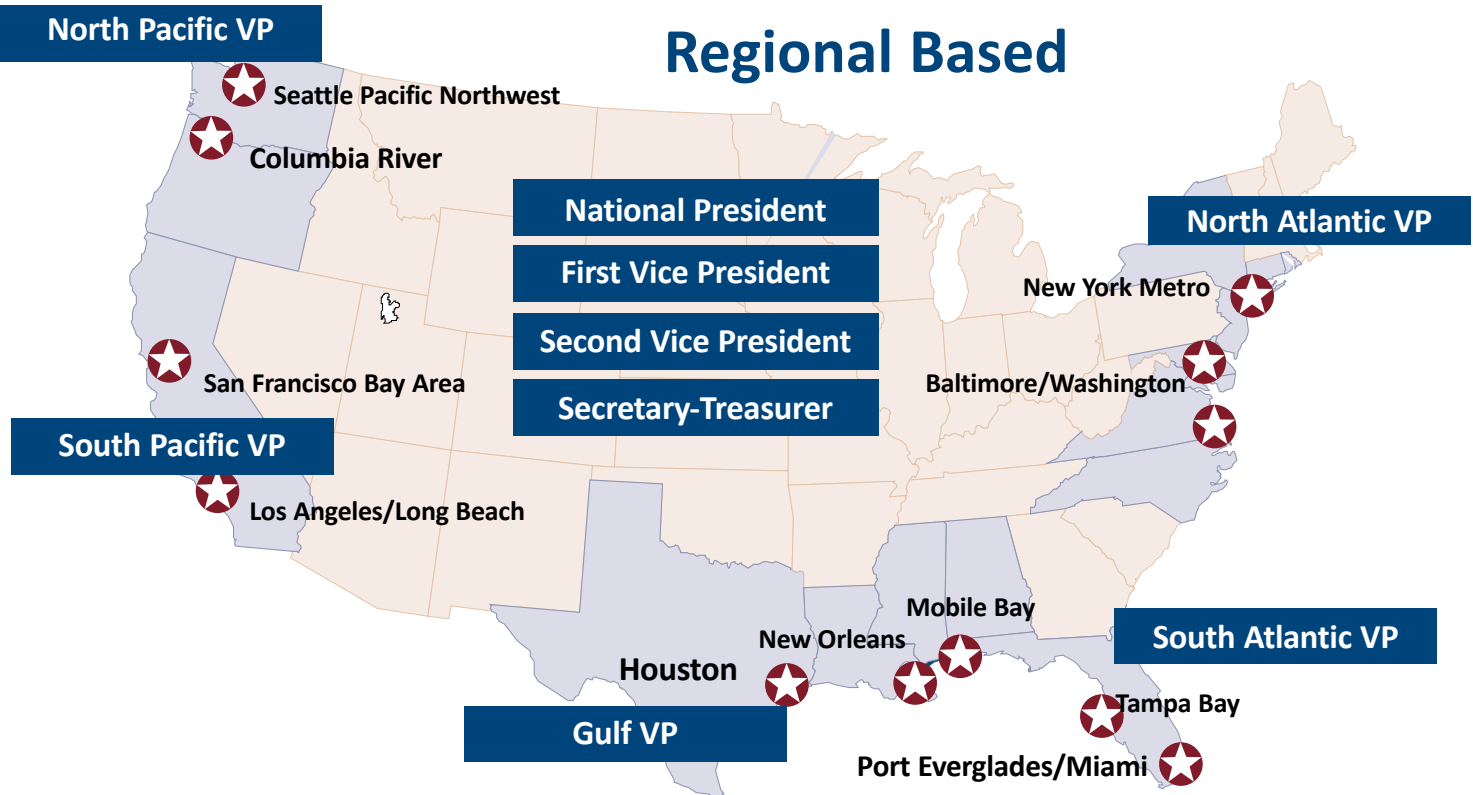 North Pacific VP
Regional Based
Seattle Pacific Northwest
Columbia River
National President
North Atlantic VP
First Vice President
New York Metro
Second Vice President
San Francisco Bay Area
Baltimore/Washington
Secretary-Treasurer
South Pacific VP
Los Angeles/Long Beach
Mobile Bay
New Orleans
South Atlantic VP
Houston
Tampa Bay
Gulf VP
Port Everglades/Miami